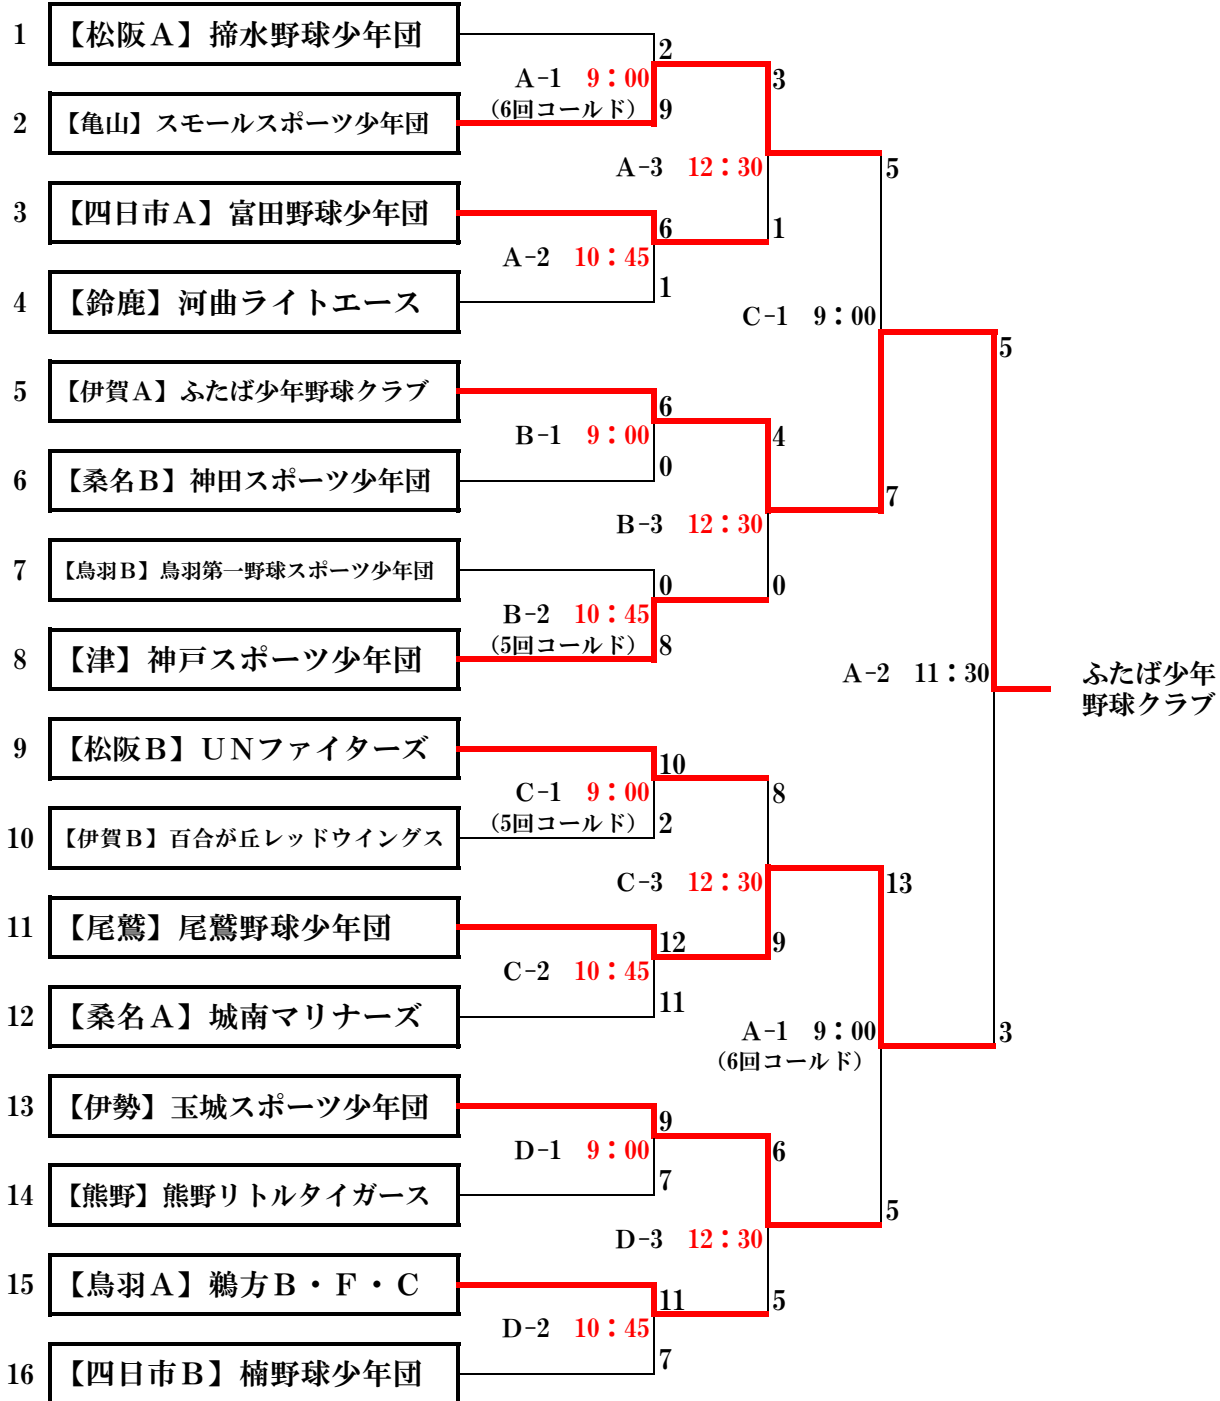 1 【松阪A】揥水野球少年団
2
A-1 9：00
3
(6回コールド) 9
2 【亀山】スモールスポーツ少年団
A-3 12：30
5
3 【四日市A】富田野球少年団
6
1
A-2 10：45
1
4 【鈴鹿】河曲ライトエース
C-1 9：00
5
5 【伊賀A】ふたば少年野球クラブ
6
B-1 9：00
4
0
6 【桑名B】神田スポーツ少年団
7
B-3 12：30
7 【鳥羽B】鳥羽第一野球スポーツ少年団
0
0
B-2 10：45
(5回コールド) 8
8 【津】神戸スポーツ少年団
A-2 11：30
ふたば少年
野球クラブ
9 【松阪B】UNファイターズ
10
C-1 9：00
8
(5回コールド) 2
10 【伊賀B】百合が丘レッドウイングス
C-3 12：30
13
11 【尾鷲】尾鷲野球少年団
12
9
C-2 10：45
11
12 【桑名A】城南マリナーズ
A-1 9：00
3
(6回コールド)
13 【伊勢】玉城スポーツ少年団
9
D-1 9：00
6
7
14 【熊野】熊野リトルタイガース
5
D-3 12：30
15 【鳥羽A】鵜方B・F・C
11
5
D-2 10：45
7
16 【四日市B】楠野球少年団